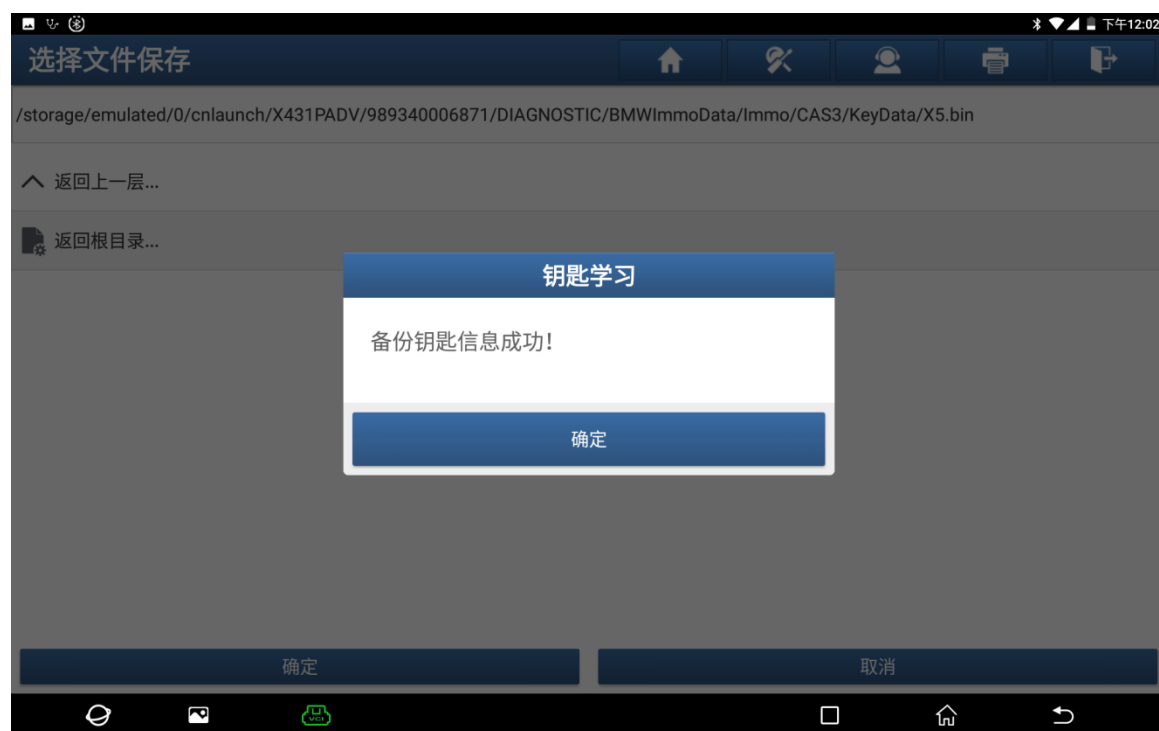 下午12:02
选择文件保存
/storage/emulated/0/cnlaunch/X431PADV/989340006871/DIAGNOSTIC/BMWImmoData/Immo/CAS3/KeyData/X5.bin
返回上一层...
返回根目录...
钥匙学习
备份钥匙信息成功!
确定
确定
取消
VCI